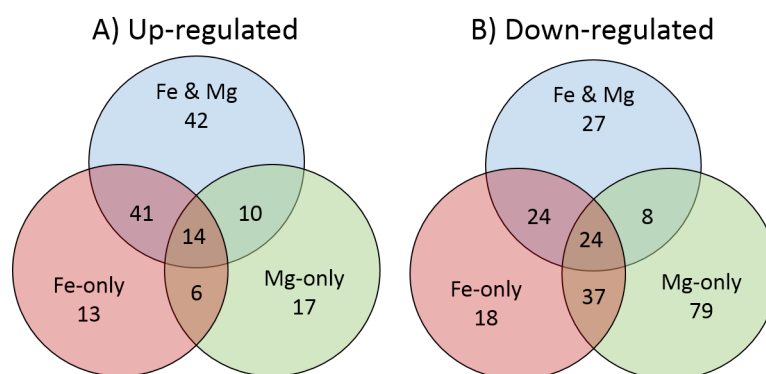 A) Up-regulated
Fe & Mg
42
41
10
14
Fe-only
13
6
Mg-only
17
B) Down-regulated
Fe & Mg
27
24
8
24
Fe-only
18
37
Mg-only
79